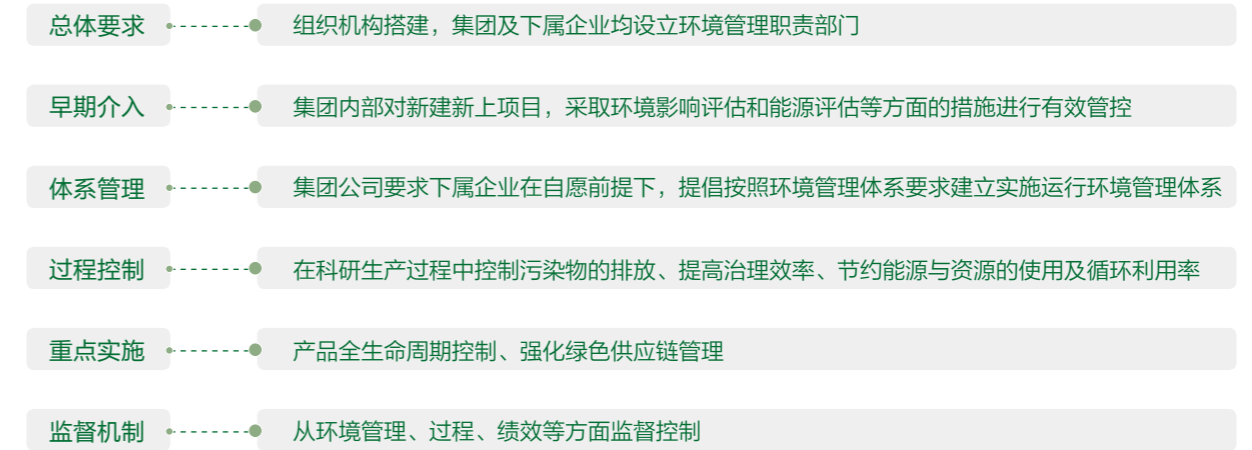 总体要求 组织机构搭建，集团及下属企业均设立环境管理职责部门
早期介入 集团内部对新建新上项目，采取环境影响评估和能源评估等方面的措施进行有效管控
体系管理 集团公司要求下属企业在自愿前提下，提倡按照环境管理体系要求建立实施运行环境管理体系
过程控制 在科研生产过程中控制污染物的排放、提高治理效率、节约能源与资源的使用及循环利用率
重点实施 产品全生命周期控制、强化绿色供应链管理
监督机制 从环境管理、过程、绩效等方面监督控制